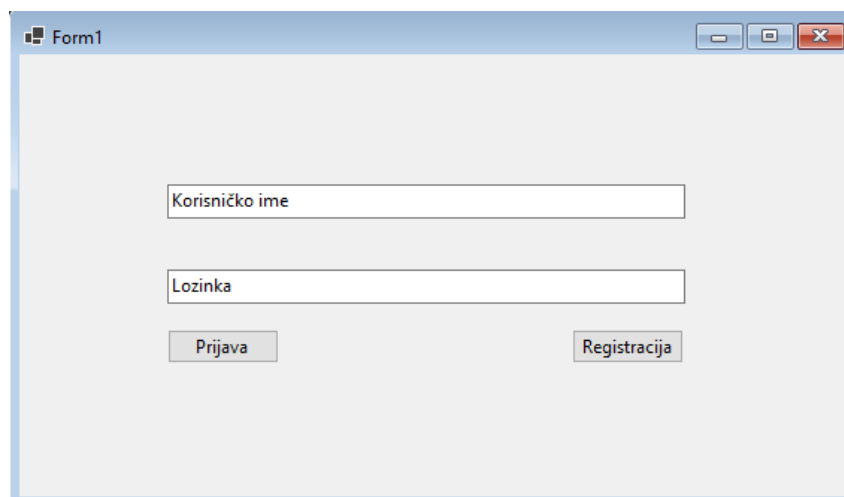 Form1
Korisničko ime
Lozinka
Prijava
Registracija